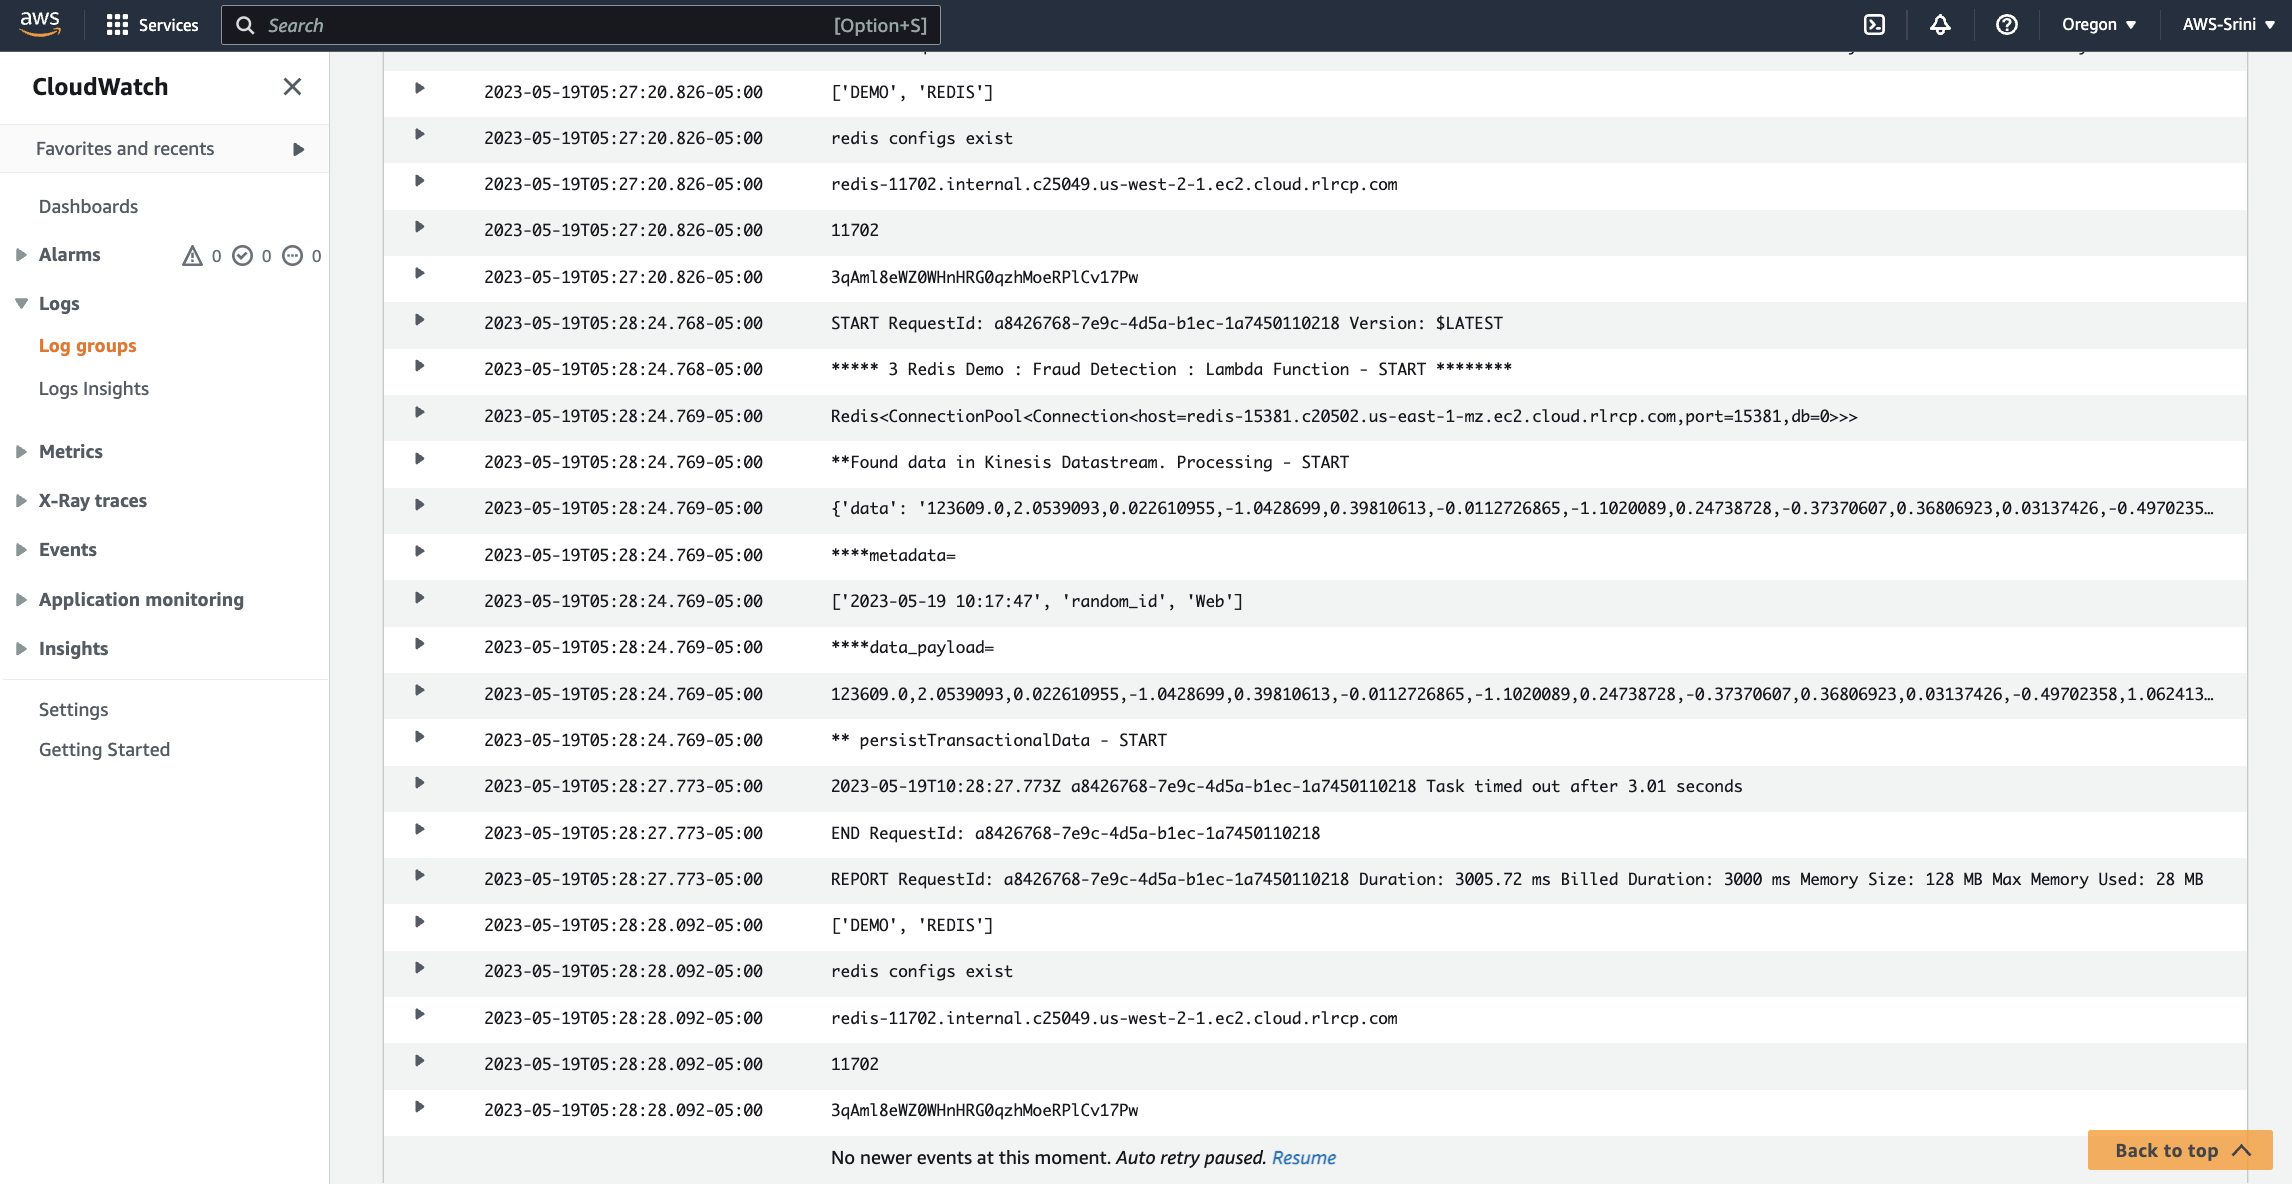 aws Services Search [Option+S] Oregon AWS-Srini
CloudWatch
Favorites and recents
Dashboards
Alarms 0 0 0
Logs
Log groups
Logs Insights
Metrics
X-Ray traces
Events
Application monitoring
Insights
Settings
Getting Started
2023-05-19T05:27:20.826-05:00 ['DEMO', 'REDIS']
2023-05-19T05:27:20.826-05:00 redis configs exist
2023-05-19T05:27:20.826-05:00 redis-11702.internal.c25049.us-west-2-1.ec2.cloud.rlrcp.com
2023-05-19T05:27:20.826-05:00 11702
2023-05-19T05:27:20.826-05:00 3qAml8eWZ0WHnHRG0qzhMoeRPlCv17Pw
2023-05-19T05:28:24.768-05:00 START RequestId: a8426768-7e9c-4d5a-b1ec-1a7450110218 Version: $LATEST
2023-05-19T05:28:24.768-05:00 ***** 3 Redis Demo : Fraud Detection : Lambda Function - START ********
2023-05-19T05:28:24.769-05:00 Redis<ConnectionPool<Connection<host=redis-15381.c20502.us-east-1-mz.ec2.cloud.rlrcp.com,port=15381,db=0>>>
2023-05-19T05:28:24.769-05:00 **Found data in Kinesis Datastream. Processing - START
2023-05-19T05:28:24.769-05:00 {'data': '123609.0,2.0539093,0.022610955,-1.0428699,0.39810613,-0.0112726865,-1.1020089,0.24738728,-0.37370607,0.36806923,0.03137426,-0.4970235…
2023-05-19T05:28:24.769-05:00 ****metadata=
2023-05-19T05:28:24.769-05:00 ['2023-05-19 10:17:47', 'random_id', 'Web']
2023-05-19T05:28:24.769-05:00 ****data_payload=
2023-05-19T05:28:24.769-05:00 123609.0,2.0539093,0.022610955,-1.0428699,0.39810613,-0.0112726865,-1.1020089,0.24738728,-0.37370607,0.36806923,0.03137426,-0.49702358,1.062413…
2023-05-19T05:28:24.769-05:00 ** persistTransactionalData - START
2023-05-19T05:28:27.773-05:00 2023-05-19T10:28:27.773Z a8426768-7e9c-4d5a-b1ec-1a7450110218 Task timed out after 3.01 seconds
2023-05-19T05:28:27.773-05:00 END RequestId: a8426768-7e9c-4d5a-b1ec-1a7450110218
2023-05-19T05:28:27.773-05:00 REPORT RequestId: a8426768-7e9c-4d5a-b1ec-1a7450110218 Duration: 3005.72 ms Billed Duration: 3000 ms Memory Size: 128 MB Max Memory Used: 28 MB
2023-05-19T05:28:28.092-05:00 ['DEMO', 'REDIS']
2023-05-19T05:28:28.092-05:00 redis configs exist
2023-05-19T05:28:28.092-05:00 redis-11702.internal.c25049.us-west-2-1.ec2.cloud.rlrcp.com
2023-05-19T05:28:28.092-05:00 11702
2023-05-19T05:28:28.092-05:00 3qAml8eWZ0WHnHRG0qzhMoeRPlCv17Pw
No newer events at this moment. Auto retry paused. Resume
Back to top